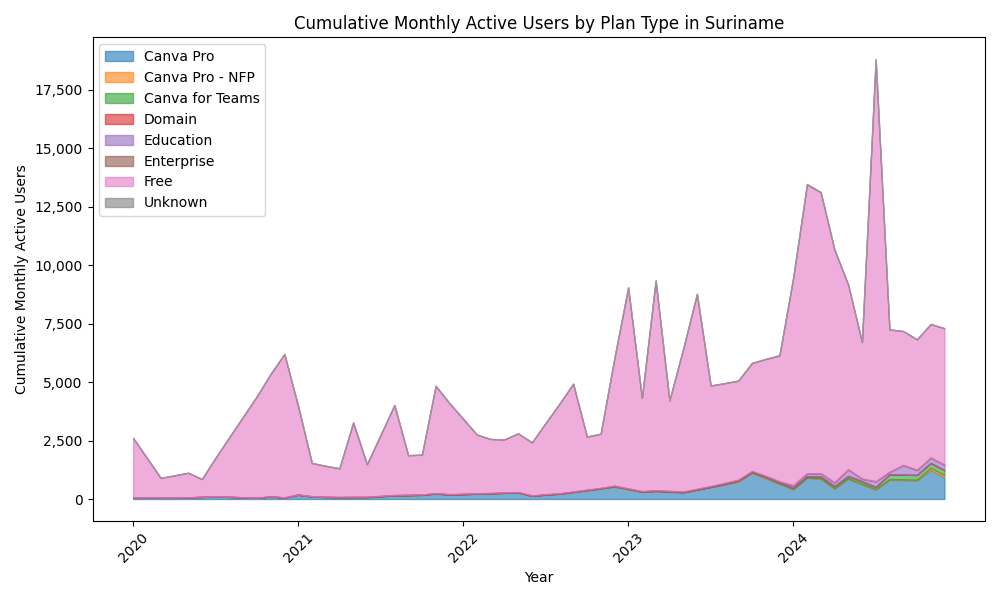 Cumulative Monthly Active Users by Plan Type in Suriname
Canva Pro
Canva Pro - NFP
Canva for Teams
Domain
Education
Enterprise
Free
Unknown
Cumulative Monthly Active Users
17,500
15,000
12,500
10,000
7,500
5,000
2,500
0
2020
2021
2022
2023
2024
Year